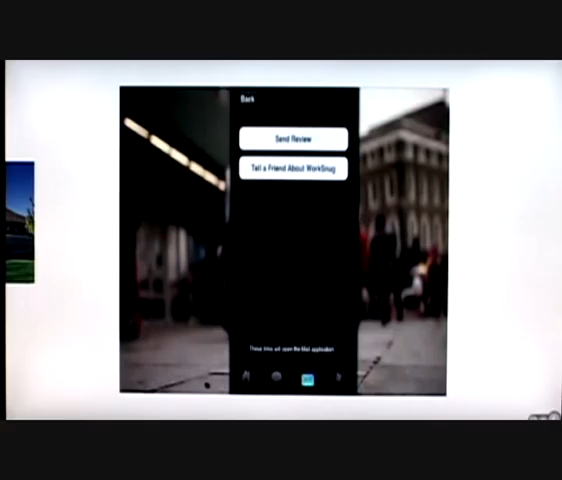 Back
Send Review
Tell a Friend About WorkSnug
These links will open the Mail application